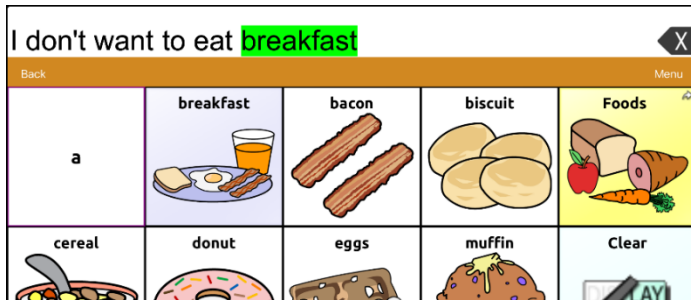 I don't want to eat breakfast
X
Back Menu
a breakfast bacon biscuit Foods
cereal donut eggs muffin Clear